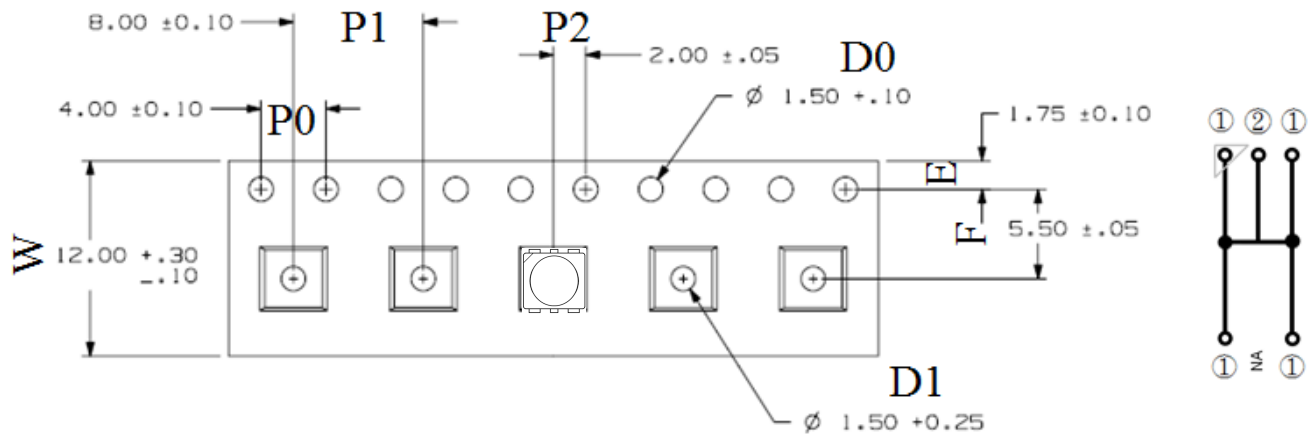 8.00 ±0.10 P1 P2 2.00 ±.05 D0
Ø 1.50 +.10
4.00 ±0.10 P0 1.75 ±0.10
① ② ①
E
W 12.00 +.30
-.10
F 5.50 ±.05
D1
Ø 1.50 +0.25
① NA ①